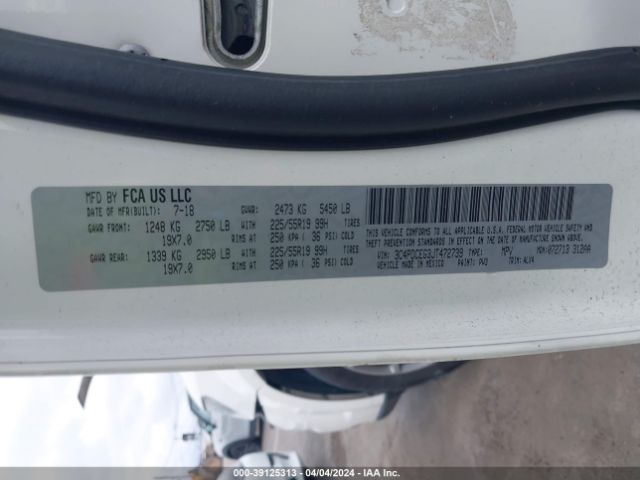 MFD BY FCA US LLC
DATE OF MFR(BUILT): 7-18 GVWR: 2473 KG 5450 LB
GAWR FRONT: 1248 KG 2750 LB WITH 225/55R19 99H TIRES
19X7.0 RIMS AT 250 KPA ( 36 PSI) COLD
GAWR REAR: 1339 KG 2950 LB WITH 225/55R19 99H TIRES
19X7.0 RIMS AT 250 KPA ( 36 PSI) COLD
THIS VEHICLE CONFORMS TO ALL APPLICABLE U.S.A. FEDERAL MOTOR VEHICLE SAFETY AND
THEFT PREVENTION STANDARDS IN EFFECT ON THE DATE OF MANUFACTURE SHOWN ABOVE.
VIN: 3C4PDCEG3JT472739 TYPE: MPV MDH: 072713 312AA
VEHICLE MADE IN MEXICO PAINT: PW3 TRIM: ALVA
000-39125313 - 04/04/2024 - IAA Inc.